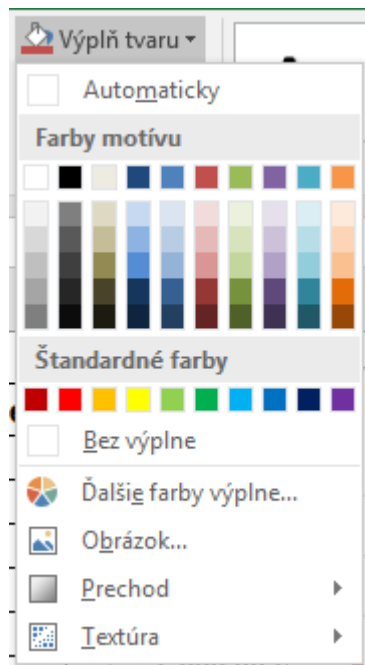 Výplň tvaru
Automaticky
Farby motívu
Štandardné farby
Bez výplne
Ďalšie farby výplne...
Obrázok...
Prechod
Textúra